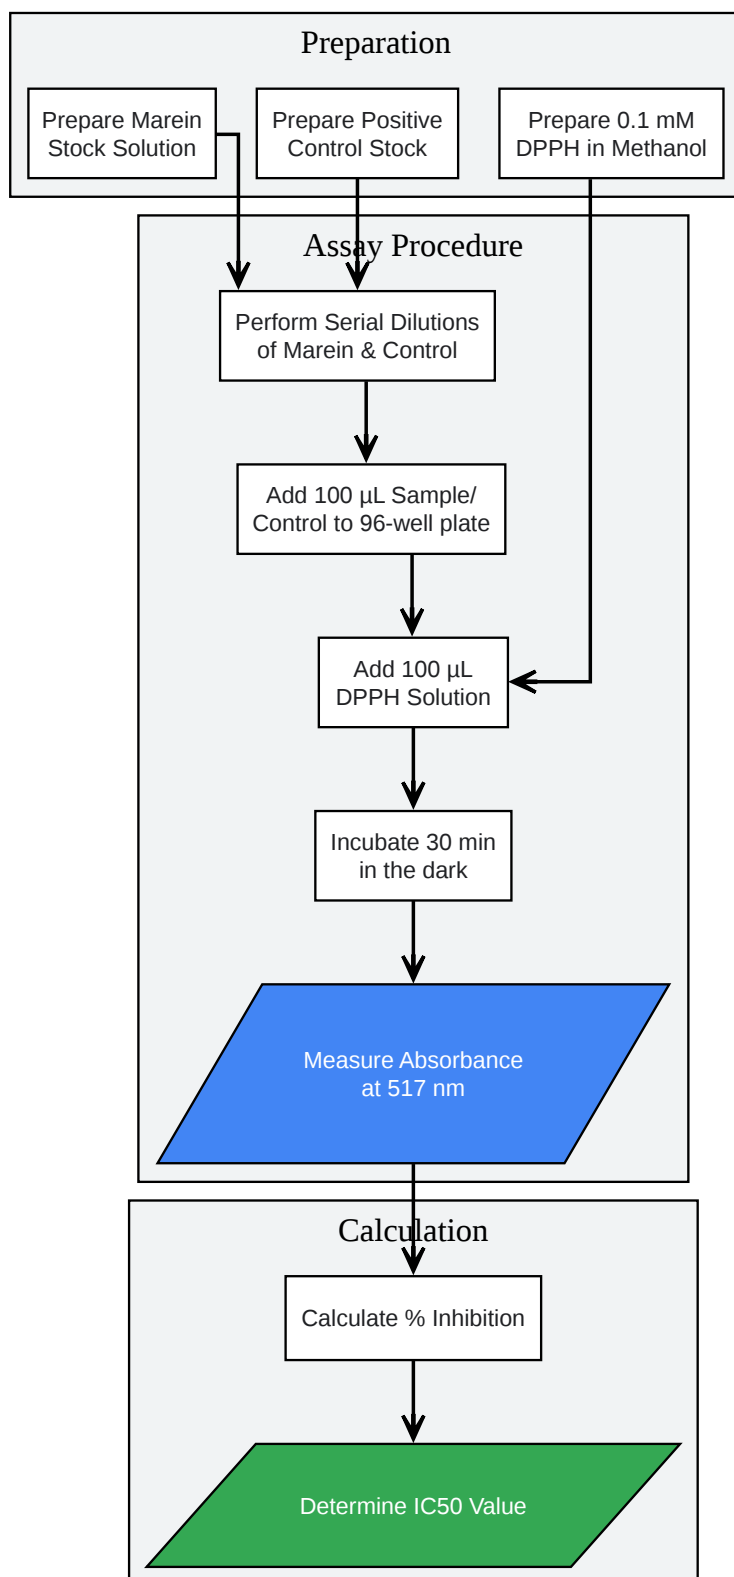 Preparation
Prepare Marein
Stock Solution
Prepare Positive
Control Stock
Prepare 0.1 mM
DPPH in Methanol
Assay Procedure
Perform Serial Dilutions
of Marein & Control
Add 100 µL Sample/
Control to 96-well plate
Add 100 µL
DPPH Solution
Incubate 30 min
in the dark
Measure Absorbance
at 517 nm
Calculation
Calculate % Inhibition
Determine IC50 Value